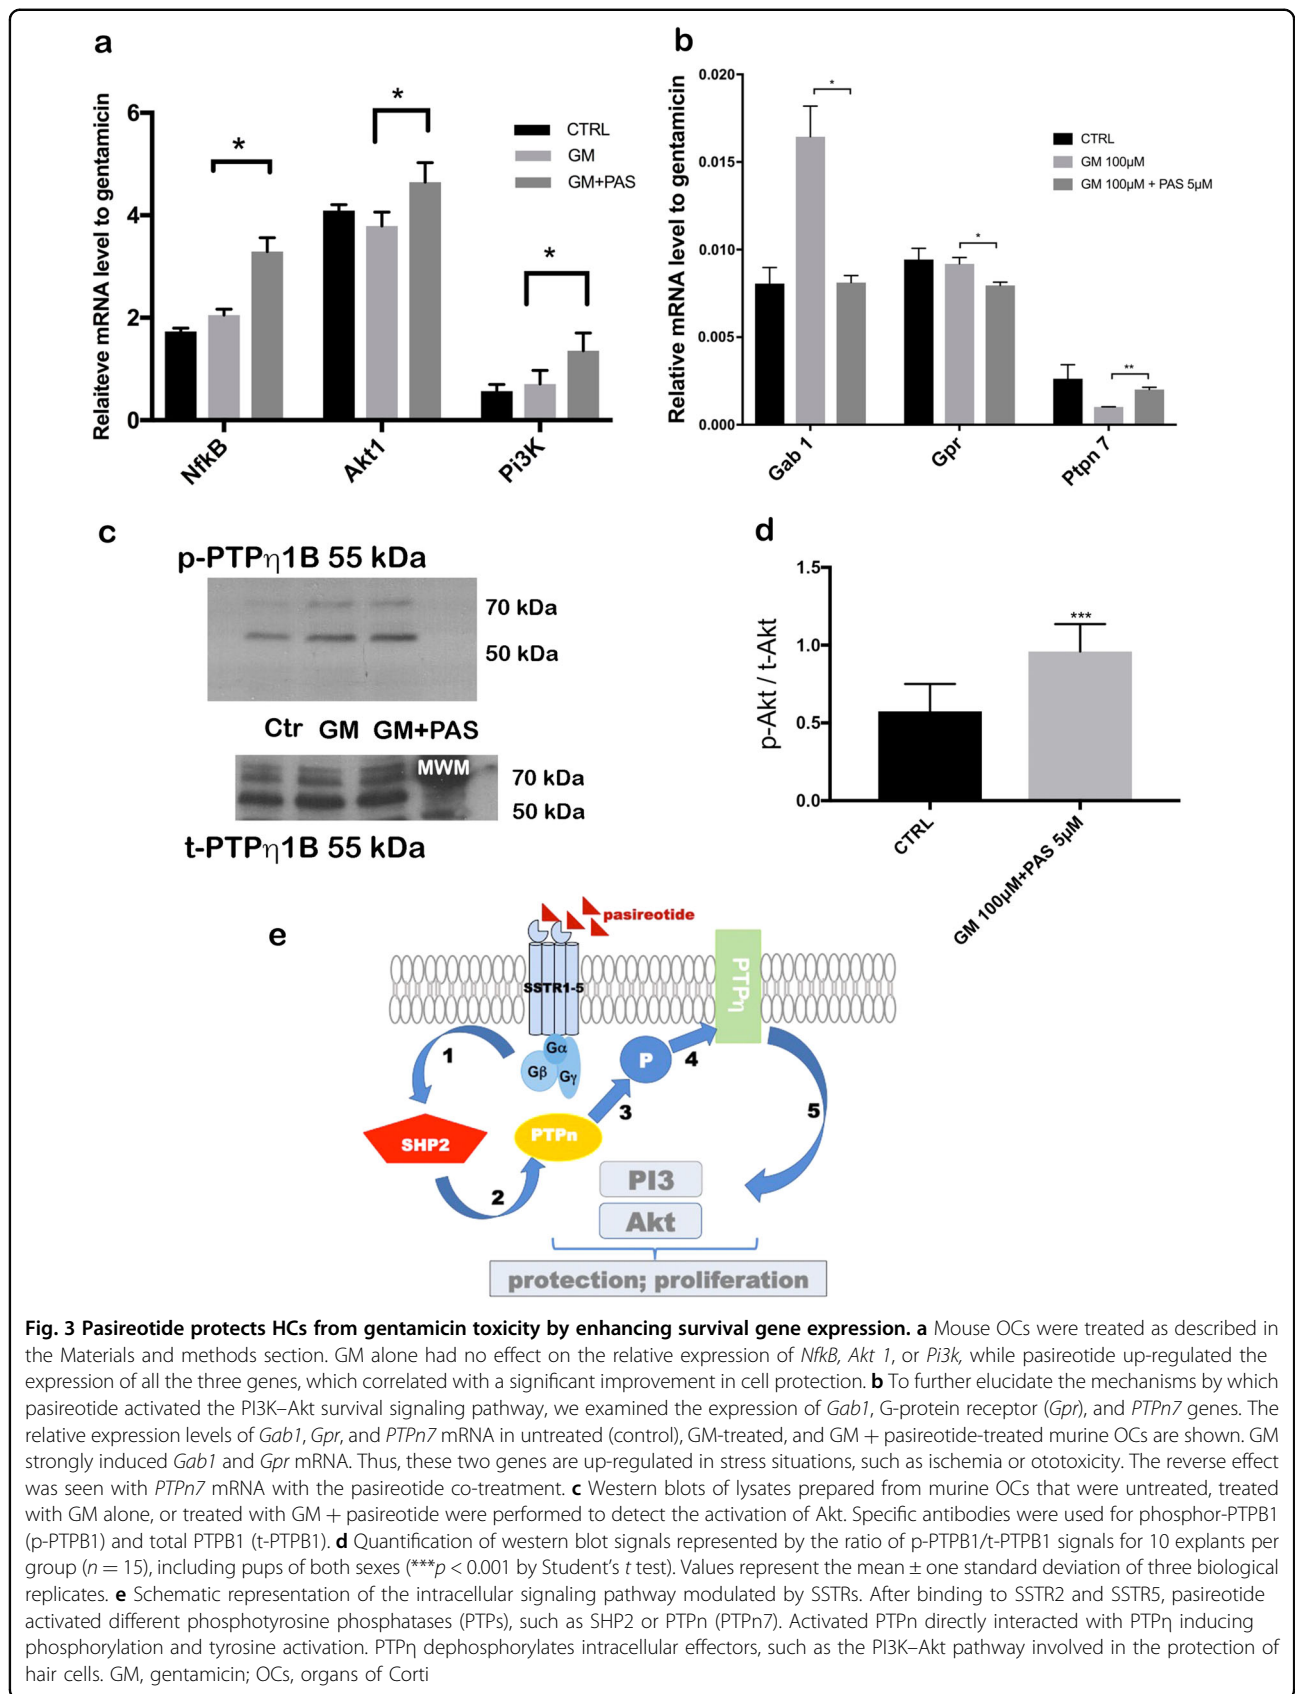 a
Relaiteve mRNA level to gentamicin
6
4
2
0
*
*
*
CTRL
GM
GM+PAS
NfkB
Akt1
Pi3K
b
Relative mRNA level to gentamicin
0.020
0.015
0.010
0.005
0.000
*
*
**
CTRL
GM 100µM
GM 100µM + PAS 5µM
Gab 1
Gpr
Ptpn 7
c
p-PTPη1B 55 kDa
70 kDa
50 kDa
Ctr GM GM+PAS
MWM
70 kDa
50 kDa
t-PTPη1B 55 kDa
d
p-Akt / t-Akt
1.5
1.0
0.5
0.0
***
CTRL
GM 100µM+PAS 5µM
e
pasireotide
SSTR1-5
PTPη
Gα
Gβ
Gγ
1
P
4
3
5
SHP2
PTPn
2
PI3
Akt
protection; proliferation
Fig. 3 Pasireotide protects HCs from gentamicin toxicity by enhancing survival gene expression. a Mouse OCs were treated as described in
the Materials and methods section. GM alone had no effect on the relative expression of NfkB, Akt 1, or Pi3k, while pasireotide up-regulated the
expression of all the three genes, which correlated with a significant improvement in cell protection. b To further elucidate the mechanisms by which
pasireotide activated the PI3K–Akt survival signaling pathway, we examined the expression of Gab1, G-protein receptor (Gpr), and PTPn7 genes. The
relative expression levels of Gab1, Gpr, and PTPn7 mRNA in untreated (control), GM-treated, and GM + pasireotide-treated murine OCs are shown. GM
strongly induced Gab1 and Gpr mRNA. Thus, these two genes are up-regulated in stress situations, such as ischemia or ototoxicity. The reverse effect
was seen with PTPn7 mRNA with the pasireotide co-treatment. c Western blots of lysates prepared from murine OCs that were untreated, treated
with GM alone, or treated with GM + pasireotide were performed to detect the activation of Akt. Specific antibodies were used for phosphor-PTPB1
(p-PTPB1) and total PTPB1 (t-PTPB1). d Quantification of western blot signals represented by the ratio of p-PTPB1/t-PTPB1 signals for 10 explants per
group (n = 15), including pups of both sexes (***p < 0.001 by Student's t test). Values represent the mean ± one standard deviation of three biological
replicates. e Schematic representation of the intracellular signaling pathway modulated by SSTRs. After binding to SSTR2 and SSTR5, pasireotide
activated different phosphotyrosine phosphatases (PTPs), such as SHP2 or PTPn (PTPn7). Activated PTPn directly interacted with PTPη inducing
phosphorylation and tyrosine activation. PTPη dephosphorylates intracellular effectors, such as the PI3K–Akt pathway involved in the protection of
hair cells. GM, gentamicin; OCs, organs of Corti